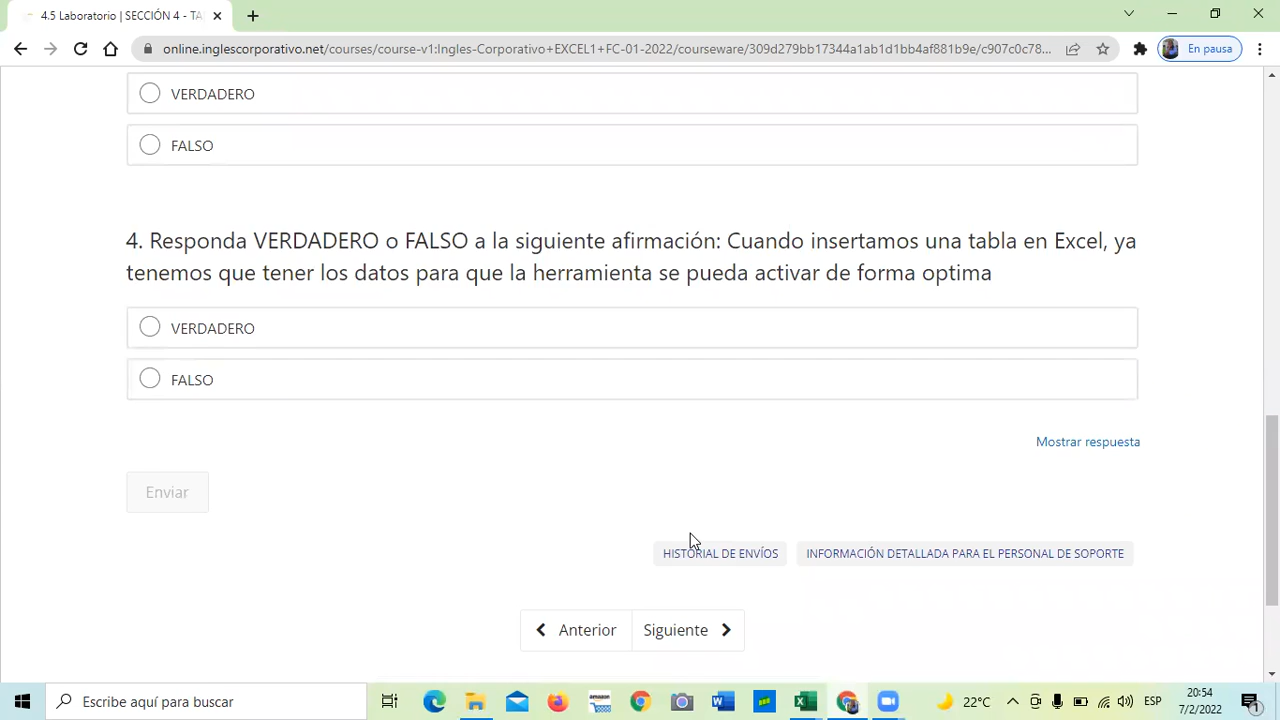 4.5 Laboratorio | SECCIÓN 4 - TA
online.inglescorporativo.net/courses/course-v1:Ingles-Corporativo+EXCEL1+FC-01-2022/courseware/309d279bb17344a1ab1d1bb4af881b9e/c907c0c78...
En pausa
VERDADERO
FALSO
4. Responda VERDADERO o FALSO a la siguiente afirmación: Cuando insertamos una tabla en Excel, ya
tenemos que tener los datos para que la herramienta se pueda activar de forma optima
VERDADERO
FALSO
Mostrar respuesta
Enviar
HISTORIAL DE ENVÍOS
INFORMACIÓN DETALLADA PARA EL PERSONAL DE SOPORTE
Anterior
Siguiente
Escribe aquí para buscar
amazon
22°C
ESP
20:54
7/2/2022
1